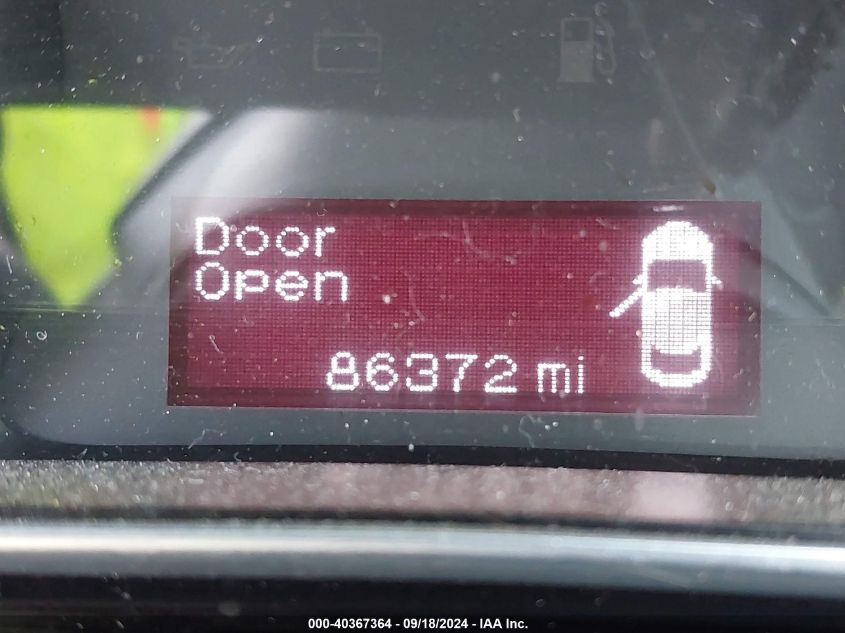 Door
Open
86372 mi
000-40367364 - 09/18/2024 - IAA Inc.